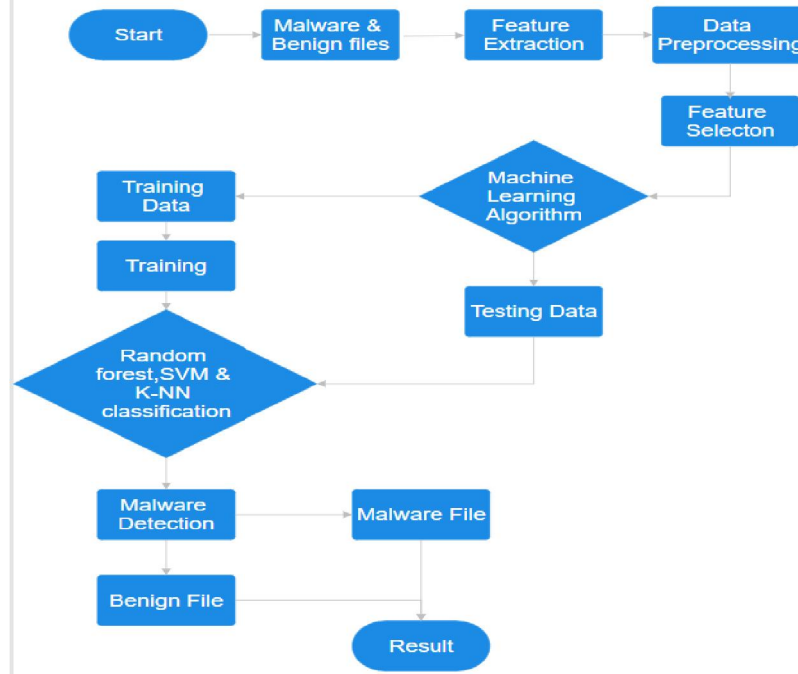 Start
Malware &
Benign files
Feature
Extraction
Data
Preprocessing
Feature
Selecton
Machine
Learning
Algorithm
Training
Data
Training
Testing Data
Random
forest,SVM &
K-NN
classification
Malware
Detection
Malware File
Benign File
Result